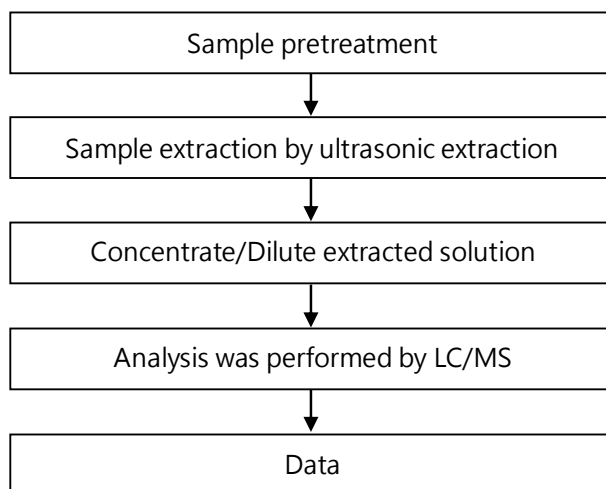 Sample pretreatment
Sample extraction by ultrasonic extraction
Concentrate/Dilute extracted solution
Analysis was performed by LC/MS
Data